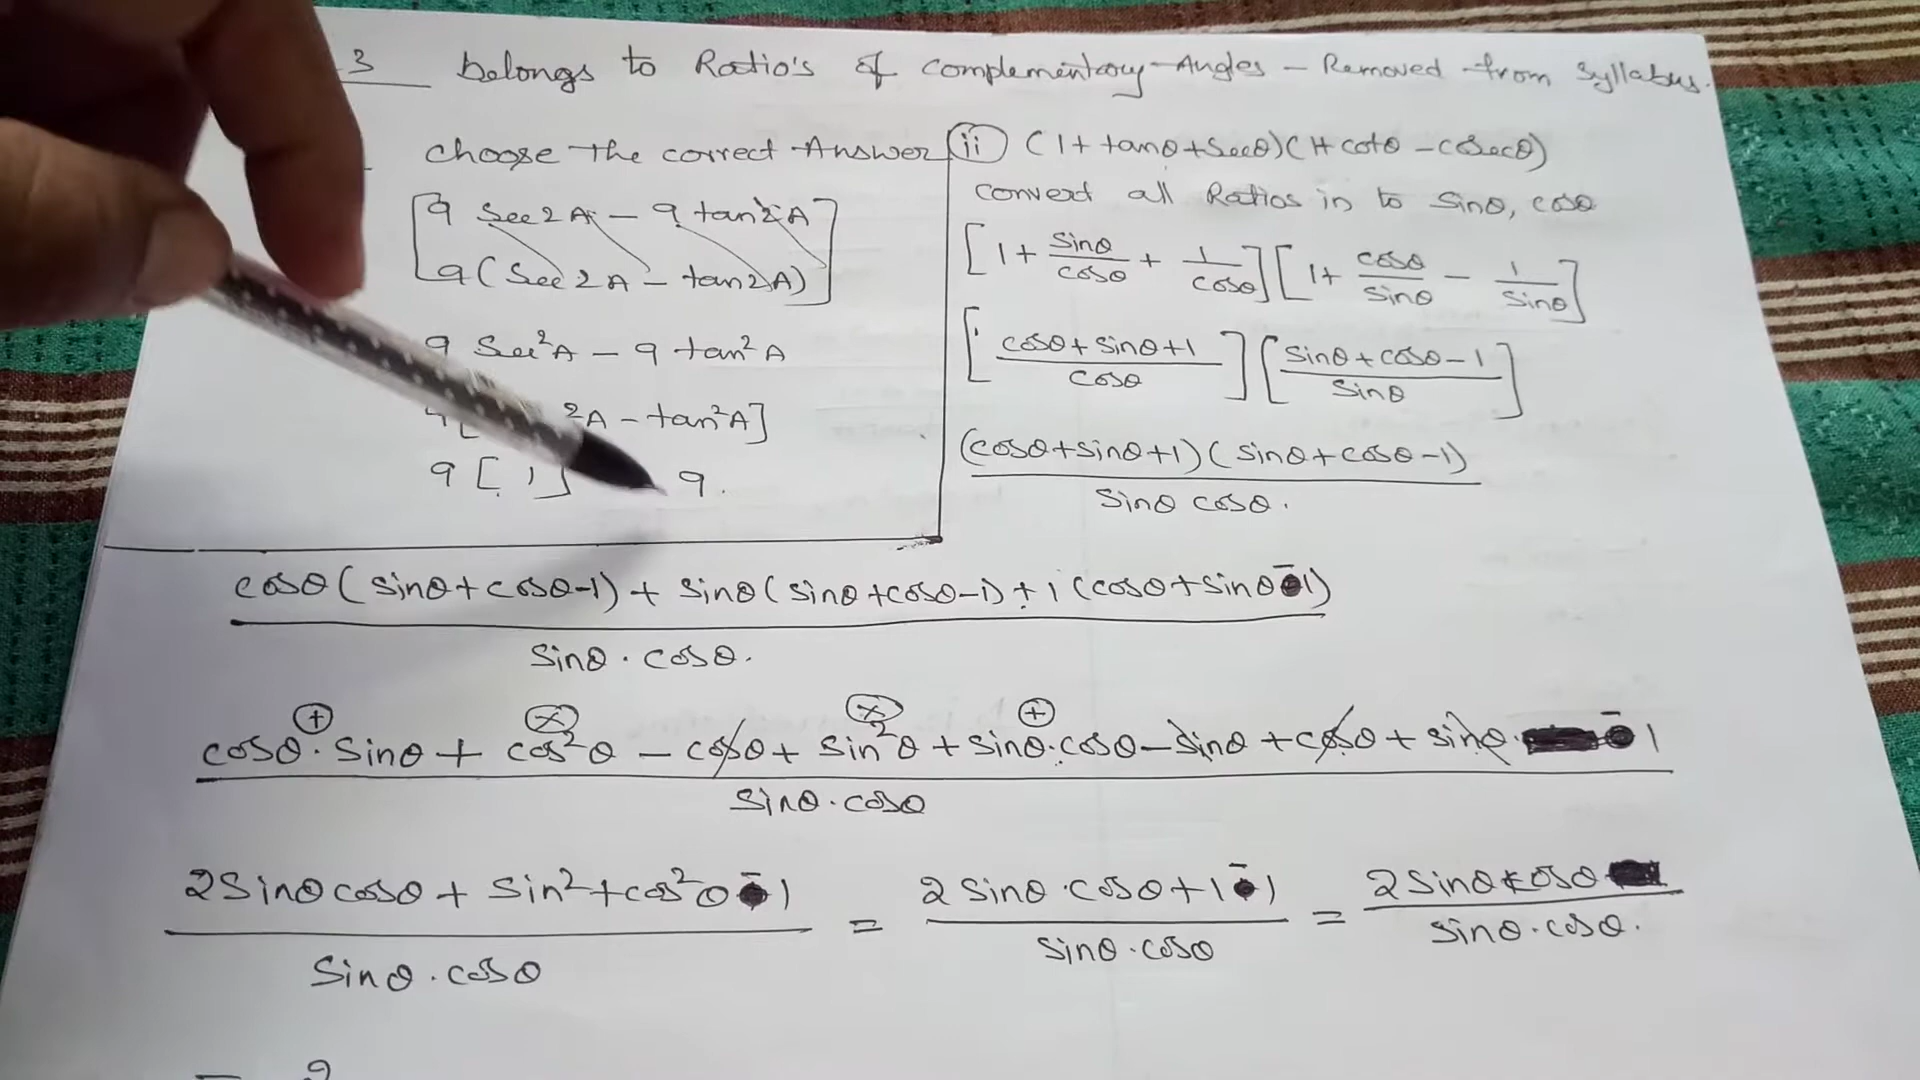 3 belongs to Ratio's of complementary Angles - Removed from syllabus.
choose the correct Answer
9 Sec2A - 9 tan2A
9(Sec2A - tan2A)
9 Sec²A - 9 tan²A
²A - tan²A]
9 [1] 9.
ii (1+tanθ+Secθ)(1+cotθ-cosecθ)
convert all Ratios in to sinθ, cosθ
[1 + sinθ/cosθ + 1/cosθ][1 + cosθ/sinθ - 1/sinθ]
[cosθ+sinθ+1/cosθ][sinθ+cosθ-1/sinθ]
(cosθ+sinθ+1)(sinθ+cosθ-1)
sinθ cosθ.
cosθ(sinθ+cosθ-1)+sinθ(sinθ+cosθ-1)+1(cosθ+sinθ-1)
sinθ.cosθ.
cosθ.sinθ+cos²θ-cosθ+sin²θ+sinθ.cosθ-sinθ+cosθ+sinθ-1
sinθ.cosθ
2sinθcosθ+sin²+cos²θ-1 = 2sinθ.cosθ+1-1 = 2sinθcosθ
sinθ.cosθ sinθ.cosθ sinθ.cosθ.